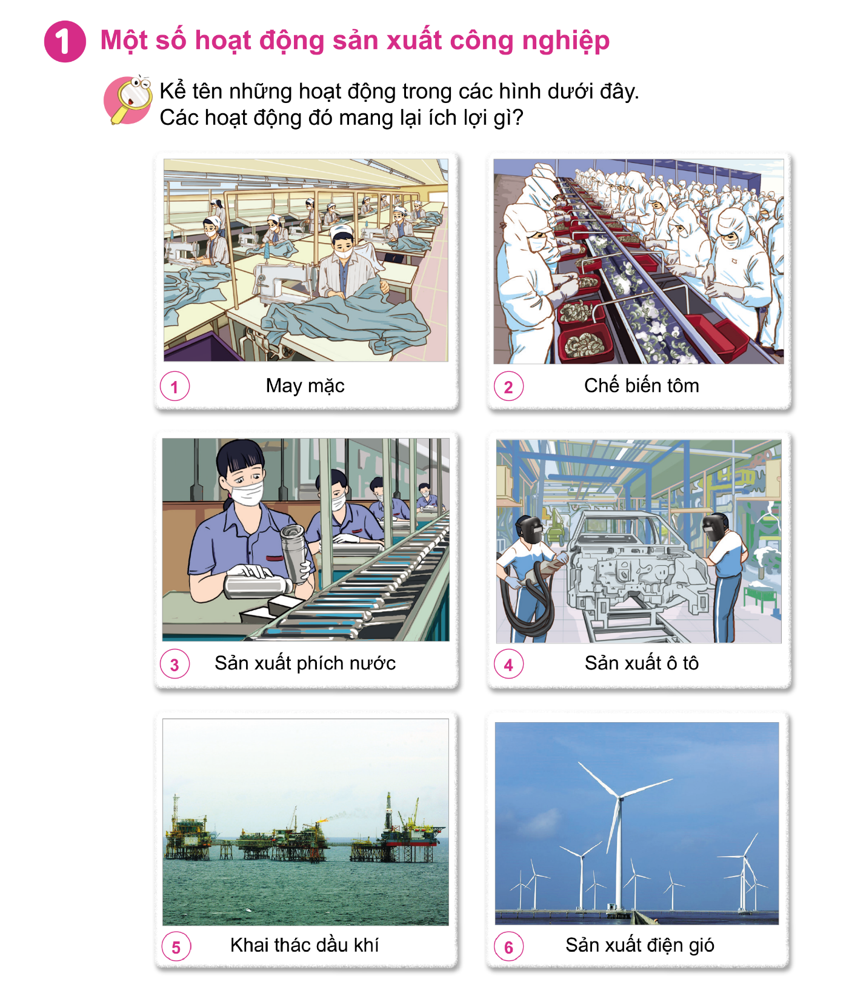 1 Một số hoạt động sản xuất công nghiệp
Kể tên những hoạt động trong các hình dưới đây.
Các hoạt động đó mang lại ích lợi gì?
1 May mặc
2 Chế biến tôm
3 Sản xuất phích nước
4 Sản xuất ô tô
5 Khai thác dầu khí
6 Sản xuất điện gió